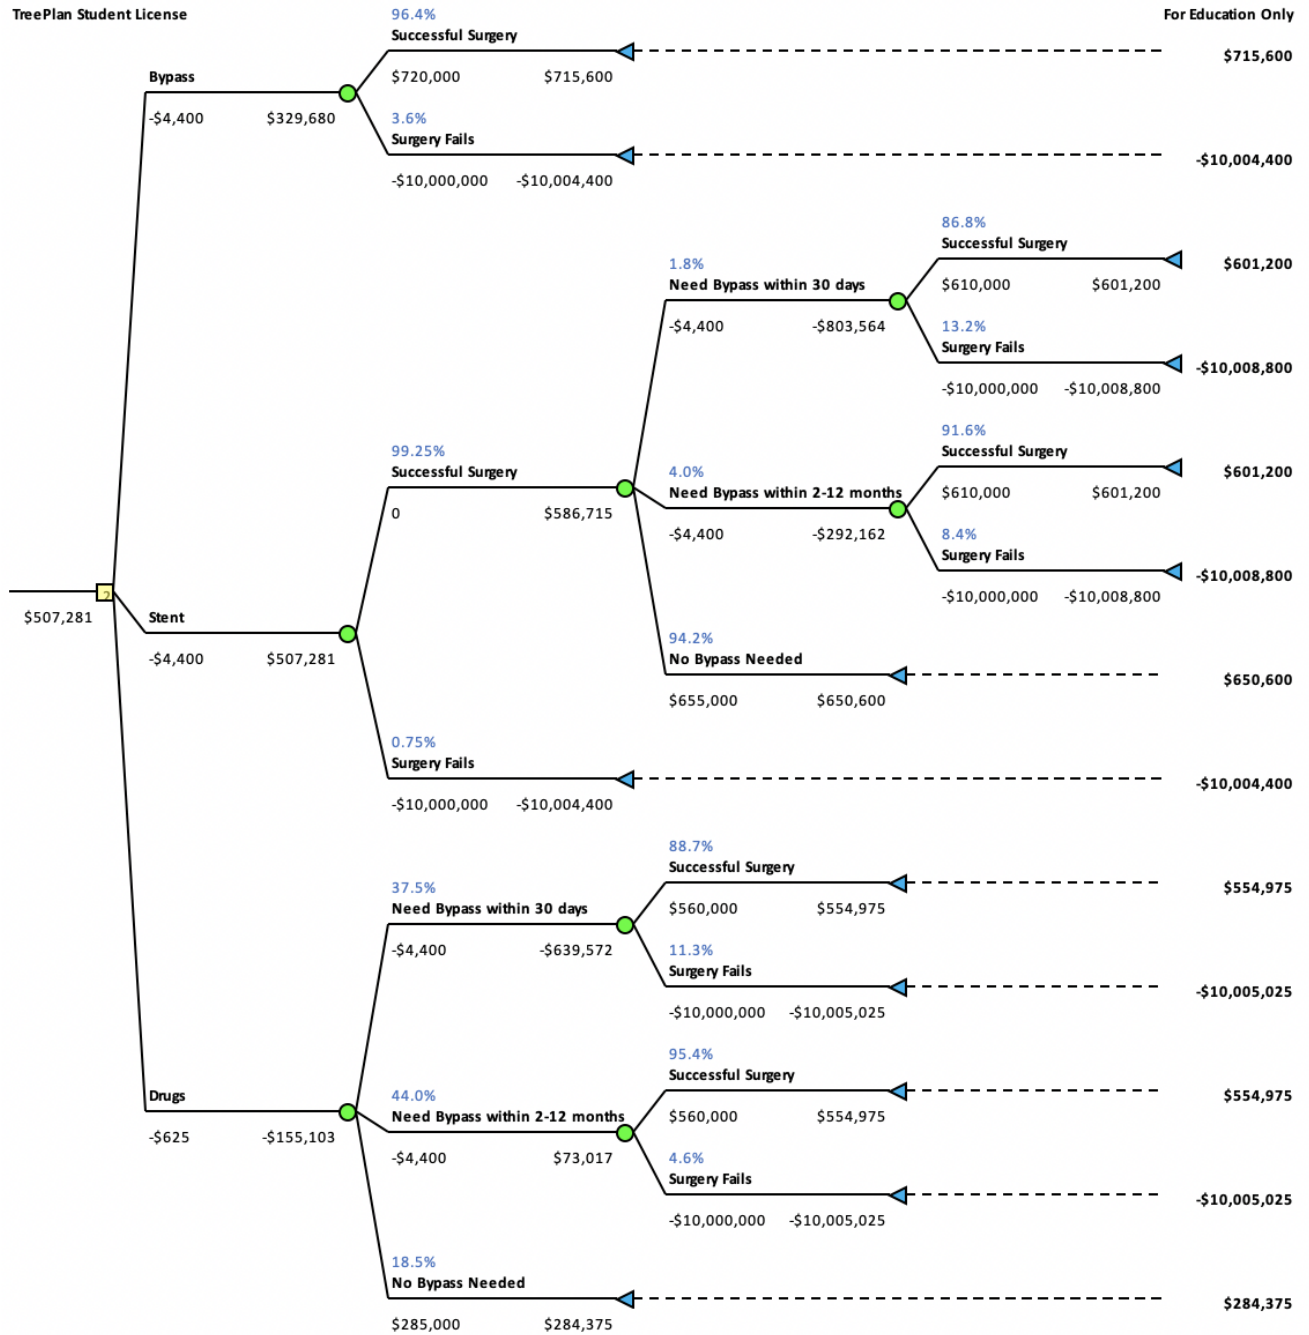 TreePlan Student License
For Education Only
96.4%
Successful Surgery
$715,600
$720,000 $715,600
Bypass
-$4,400 $329,680
3.6%
Surgery Fails
-$10,004,400
-$10,000,000 -$10,004,400
86.8%
Successful Surgery
$601,200
1.8%
Need Bypass within 30 days
$610,000 $601,200
-$4,400 -$803,564
13.2%
Surgery Fails
-$10,008,800
-$10,000,000 -$10,008,800
91.6%
99.25%
Successful Surgery
Successful Surgery
$601,200
4.0%
Need Bypass within 2-12 months
$610,000 $601,200
0 $586,715
-$4,400 -$292,162
8.4%
Surgery Fails
-$10,008,800
2
-$10,000,000 -$10,008,800
$507,281
Stent
-$4,400 $507,281
94.2%
No Bypass Needed
$650,600
$655,000 $650,600
0.75%
Surgery Fails
-$10,004,400
-$10,000,000 -$10,004,400
88.7%
Successful Surgery
$554,975
37.5%
Need Bypass within 30 days
$560,000 $554,975
-$4,400 -$639,572
11.3%
Surgery Fails
-$10,005,025
-$10,000,000 -$10,005,025
95.4%
Successful Surgery
$554,975
Drugs
44.0%
Need Bypass within 2-12 months
$560,000 $554,975
-$625 -$155,103
-$4,400 $73,017
4.6%
Surgery Fails
-$10,005,025
-$10,000,000 -$10,005,025
18.5%
No Bypass Needed
$284,375
$285,000 $284,375